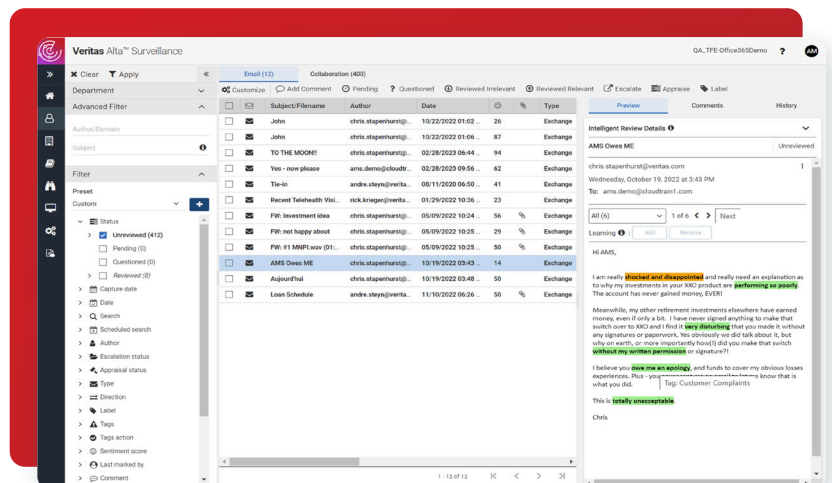 Veritas Alta™ Surveillance
QA_TFE-Office365Demo ? AM
Clear Apply
Department
Advanced Filter
Author/Domain
Subject
Filter
Preset
Custom
Status
Unreviewed (412)
Pending (0)
Questioned (0)
Reviewed (8)
Capture date
Date
Search
Scheduled search
Author
Escalation status
Appraisal status
Type
Direction
Label
Tags
Tags action
Sentiment score
Last marked by
Comment
Email (12) Collaboration (400)
Customize Add Comment Pending ? Questioned Reviewed Irrelevant Reviewed Relevant Escalate Appraise Label
Subject/Filename Author Date Type
John chris.stapenhurst@... 10/22/2022 01:02 ... 26 Exchange
John chris.stapenhurst@... 10/22/2022 01:06 ... 87 Exchange
TO THE MOON!! chris.stapenhurst@... 02/28/2023 06:44 ... 94 Exchange
Yes - now please ams.demo@cloudtr... 02/28/2023 09:56 ... 62 Exchange
Tie-in andre.steyn@verita... 08/11/2020 06:50 ... 41 Exchange
Recent Telehealth Visi... rick.krieger@verita... 01/29/2022 10:36 ... 23 Exchange
FW: Investment idea chris.stapenhurst@... 05/09/2022 10:24 ... 56 Exchange
FW: not happy about chris.stapenhurst@... 05/09/2022 10:25 ... 29 Exchange
FW: #1 MNPI.wav (01:... chris.stapenhurst@... 05/09/2022 10:25 ... 50 Exchange
AMS Owes ME chris.stapenhurst@... 10/19/2022 03:43 ... 14 Exchange
Aujourd'hui chris.stapenhurst@... 10/19/2022 03:48 ... 50 Exchange
Loan Schedule andre.steyn@verita... 11/10/2022 06:26 ... 50 Exchange
1 - 12 of 12
Preview Comments History
Intelligent Review Details
AMS Owes ME Unreviewed
chris.stapenhurst@veritas.com
Wednesday, October 19, 2022 at 3:43 PM
To: ams.demo@cloudtrain1.com
All (6) 1 of 6 < > Next
Learning : Add Remove
Hi AMS,
I am really shocked and disappointed and really need an explanation as
to why my investments in your XXO product are performing so poorly.
The account has never gained money, EVER!
Meanwhile, my other retirement investments elsewhere have earned
money, even if only a bit. I have never signed anything to make that
switch over to XXO and I find it very disturbing that you made it without
any signatures or paperwork. Yes obviously we did talk about it, but
why on earth, or more importantly how(!) did you make that switch
without my written permission or signature?!
I believe you owe me an apology, and funds to cover my obvious losses
experiences. Plus - you know that is
what you did. Tag: Customer Complaints
This is totally unacceptable.
Chris